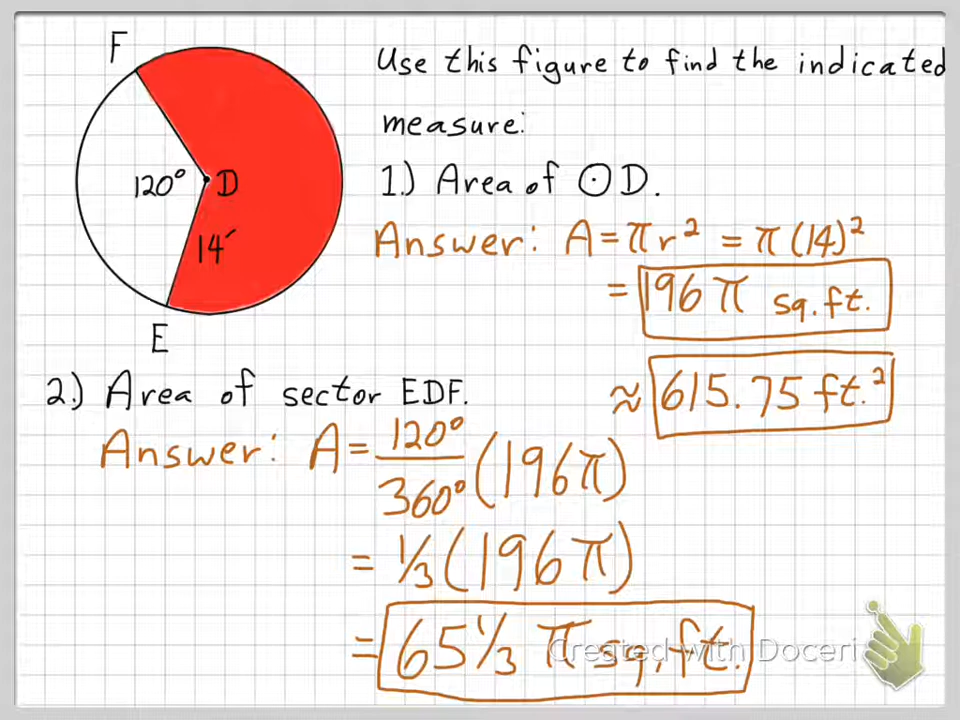 F
120° D
14'
E
Use this figure to find the indicated
measure:
1.) Area of ⊙D.
Answer: A = πr² = π(14)²
= 196π sq. ft.
≈ 615.75 ft.²
2.) Area of sector EDF.
Answer: A = 120°/360° (196π)
= 1/3 (196π)
= 65 1/3 π sq. ft.
Created with Doceri